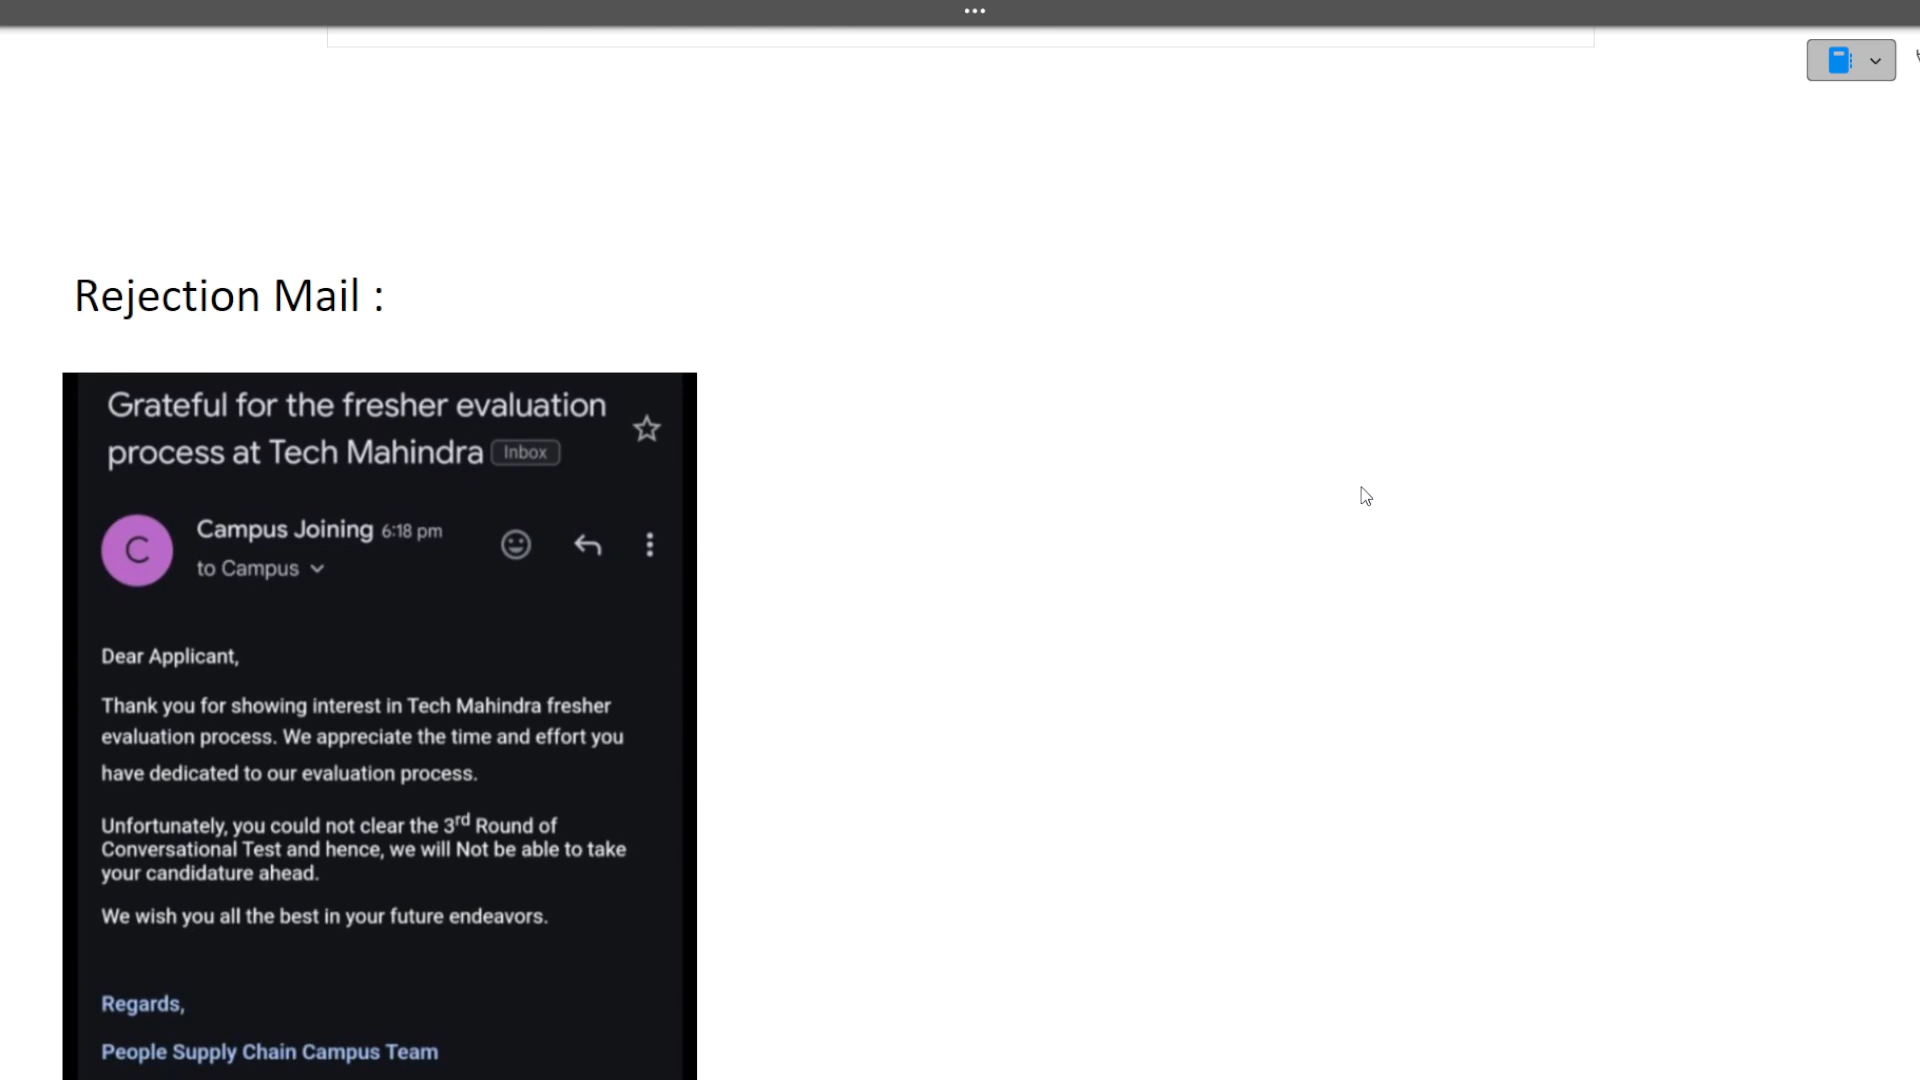 Rejection Mail :
Grateful for the fresher evaluation
process at Tech Mahindra Inbox
C
Campus Joining 6:18 pm
to Campus
Dear Applicant,
Thank you for showing interest in Tech Mahindra fresher
evaluation process. We appreciate the time and effort you
have dedicated to our evaluation process.
Unfortunately, you could not clear the 3rd Round of
Conversational Test and hence, we will Not be able to take
your candidature ahead.
We wish you all the best in your future endeavors.
Regards,
People Supply Chain Campus Team